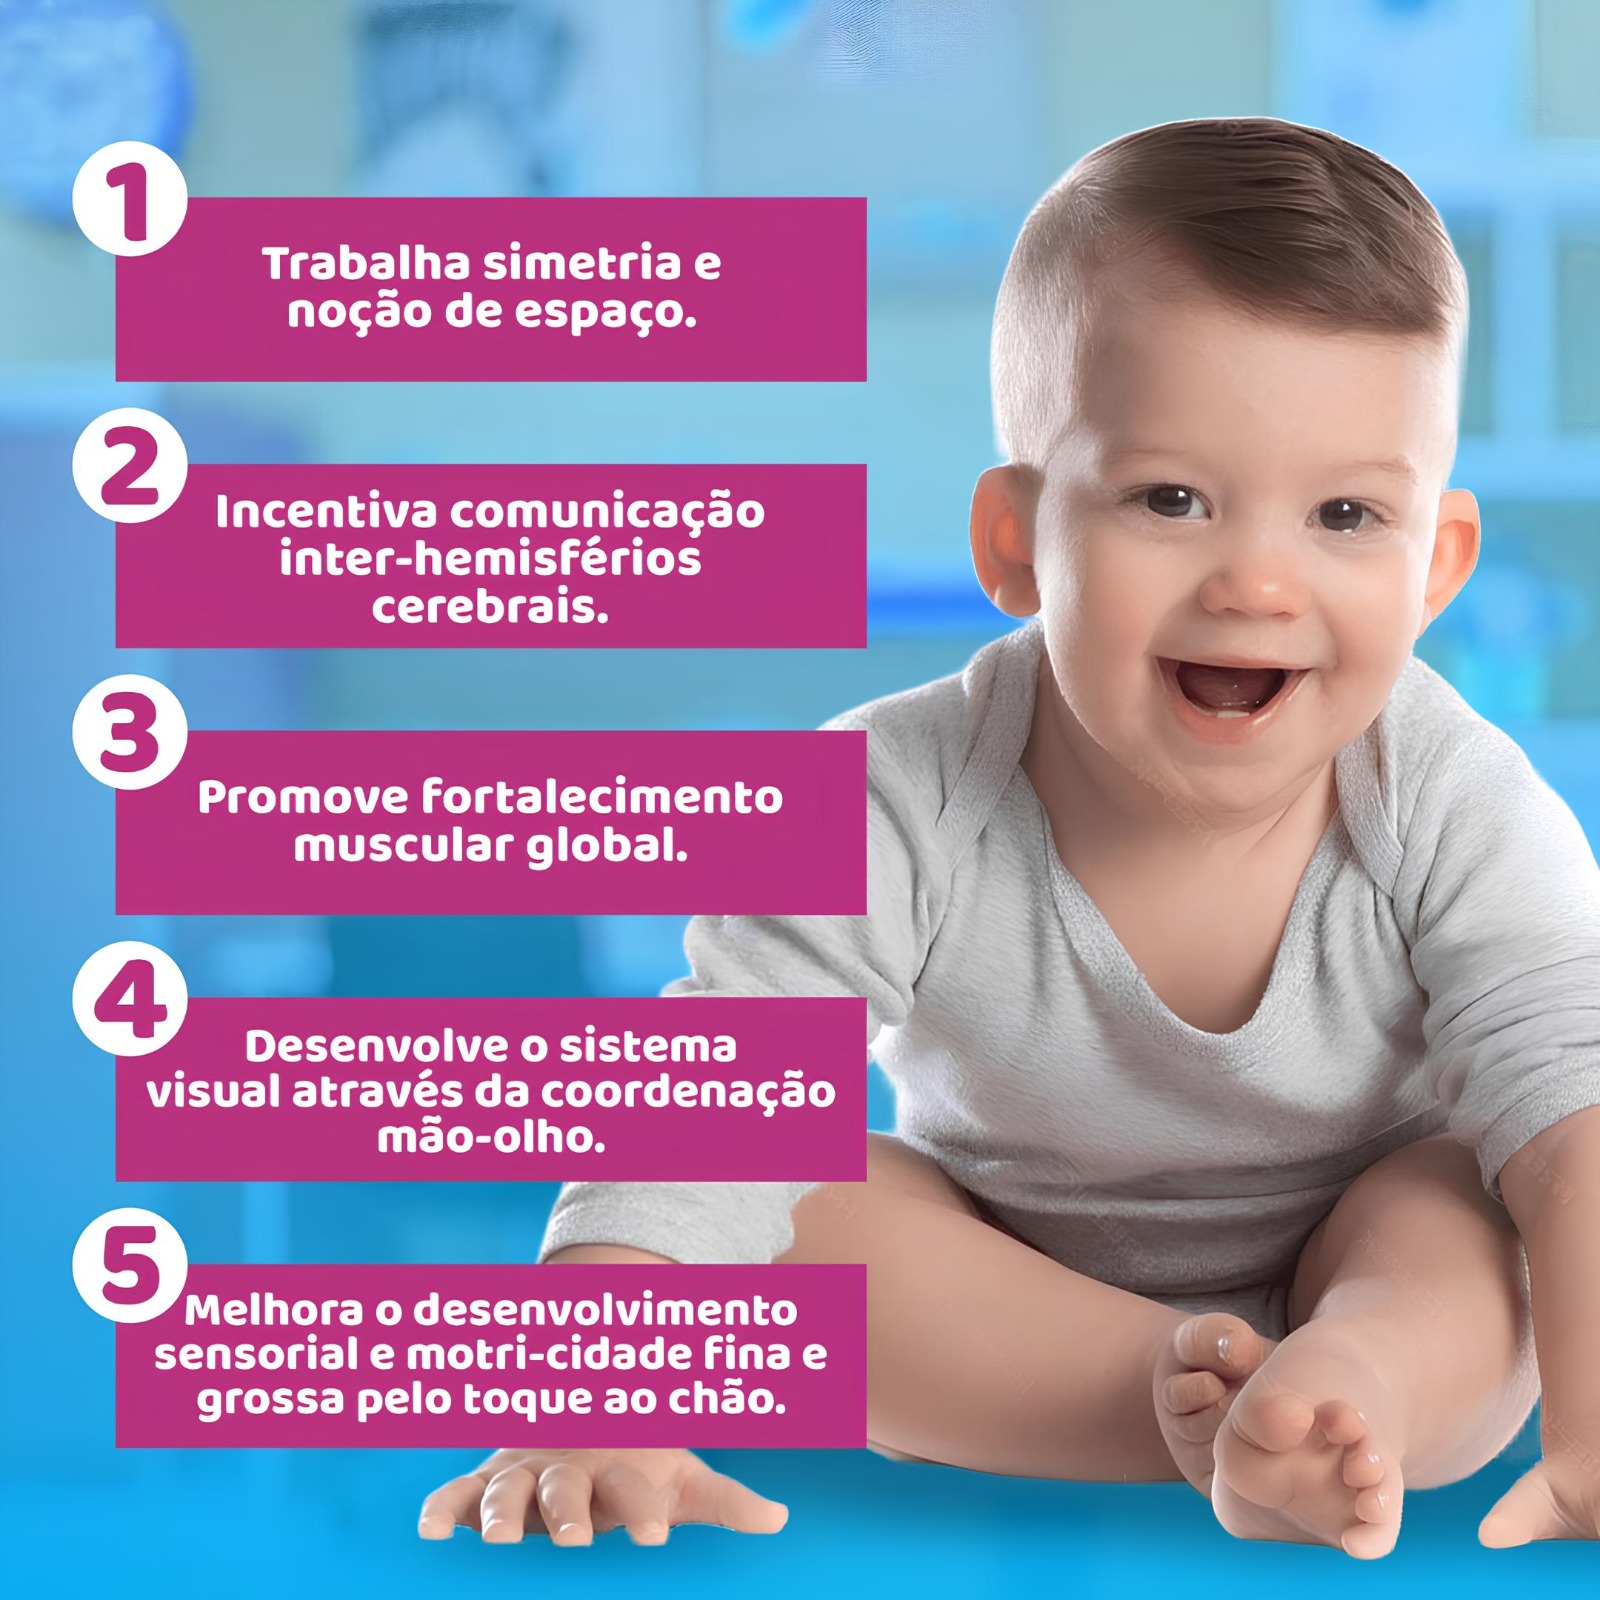 1
Trabalha simetria e
noção de espaço.
2
Incentiva comunicação
inter-hemisférios
cerebrais.
3
Promove fortalecimento
muscular global.
4
Desenvolve o sistema
visual através da coordenação
mão-olho.
5
Melhora o desenvolvimento
sensorial e motri-cidade fina e
grossa pelo toque ao chão.